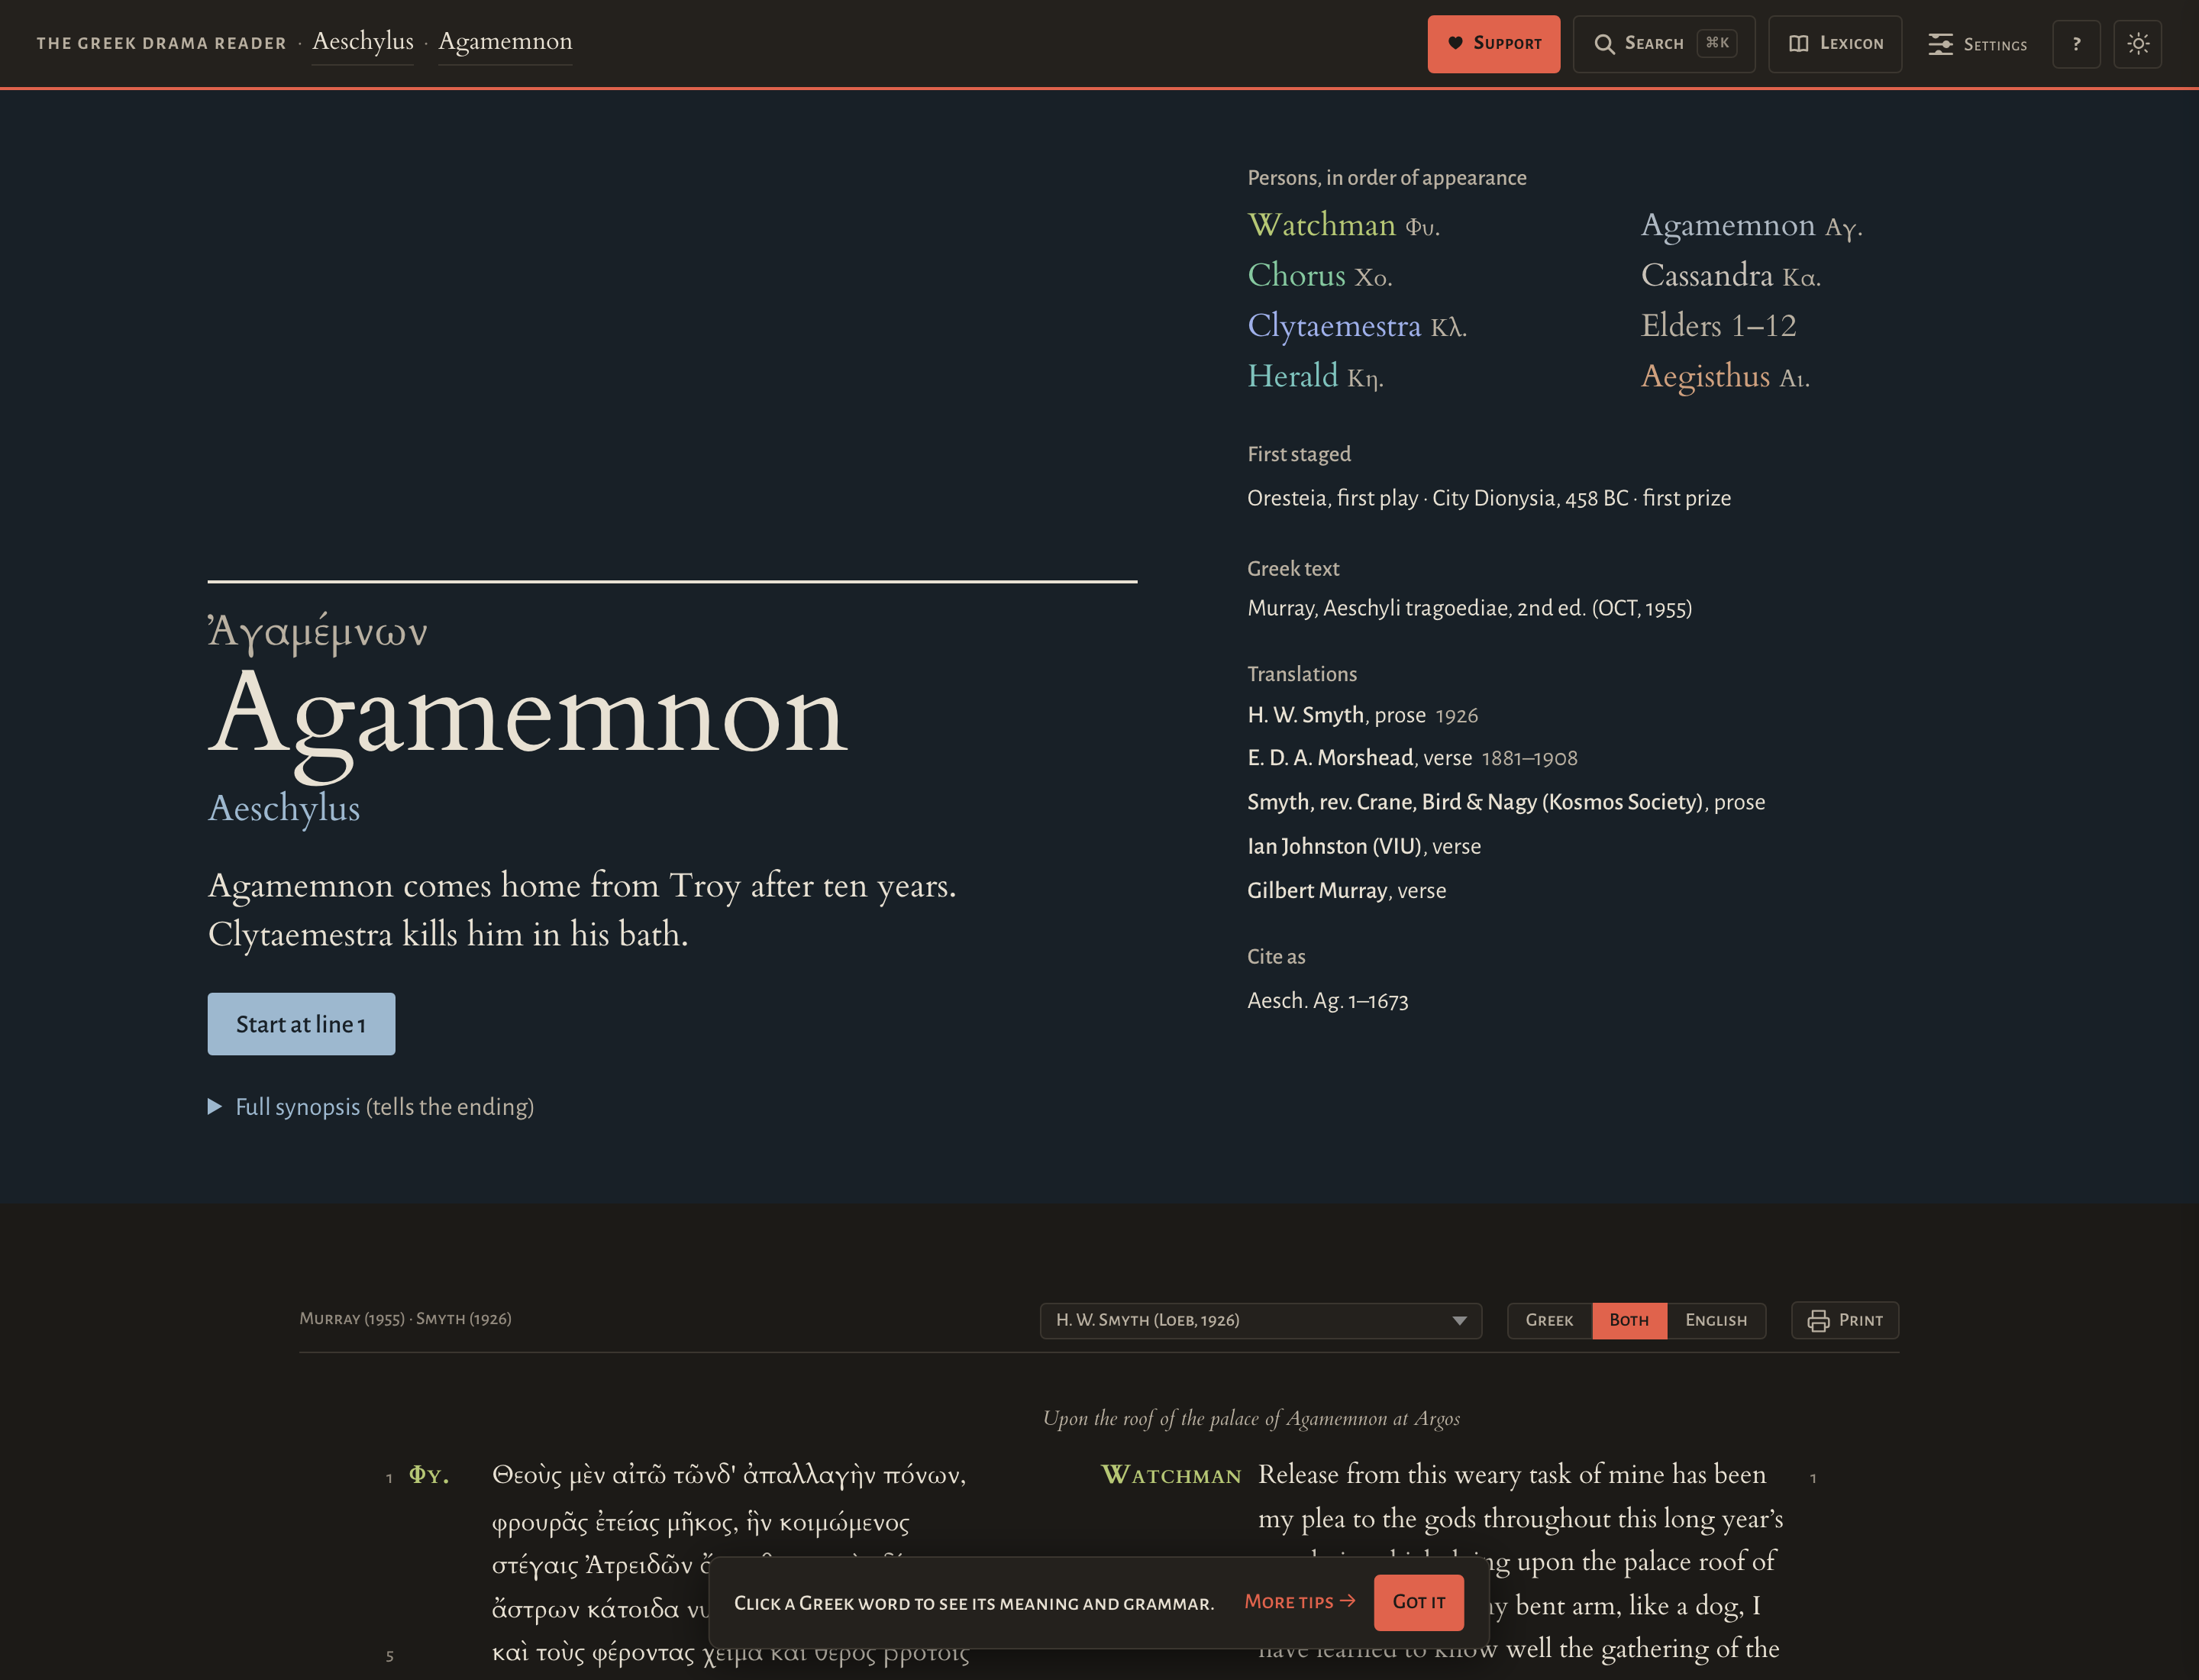 THE GREEK DRAMA READER · Aeschylus · Agamemnon
Support
Search ⌘K
Lexicon
Settings
?
Persons, in order of appearance
Watchman Φυ.
Chorus Χο.
Clytaemestra Κλ.
Herald Κη.
Agamemnon Αγ.
Cassandra Κα.
Elders 1–12
Aegisthus Αι.
First staged
Oresteia, first play · City Dionysia, 458 BC · first prize
Greek text
Murray, Aeschyli tragoediae, 2nd ed. (OCT, 1955)
Translations
H. W. Smyth, prose 1926
E. D. A. Morshead, verse 1881–1908
Smyth, rev. Crane, Bird & Nagy (Kosmos Society), prose
Ian Johnston (VIU), verse
Gilbert Murray, verse
Cite as
Aesch. Ag. 1–1673
Ἀγαμέμνων
Agamemnon
Aeschylus
Agamemnon comes home from Troy after ten years.
Clytaemestra kills him in his bath.
Start at line 1
Full synopsis (tells the ending)
Murray (1955) · Smyth (1926)
H. W. Smyth (Loeb, 1926)
Greek Both English
Print
Upon the roof of the palace of Agamemnon at Argos
1 Φυ. Θεοὺς μὲν αἰτῶ τῶνδ' ἀπαλλαγὴν πόνων,
φρουρᾶς ἐτείας μῆκος, ἣν κοιμώμενος
στέγαις Ἀτρειδῶν
ἄστρων κάτοιδα
5 καὶ τοὺς φέροντας χεῖμα καὶ θέρος βροτοῖς
Watchman Release from this weary task of mine has been 1
my plea to the gods throughout this long year's
upon the palace roof of
bent arm, like a dog, I
have learned to know well the gathering of the
Click a Greek word to see its meaning and grammar. More tips → Got it